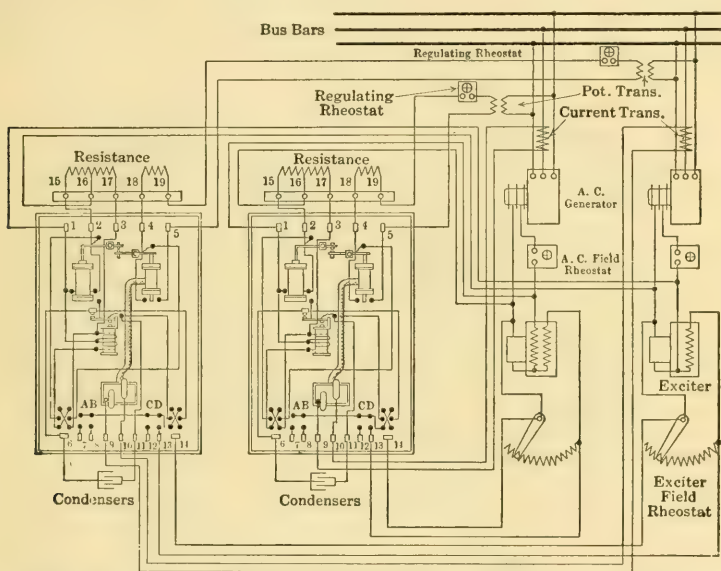 Bus Bars
Regulating Rheostat
Regulating
Rheostat
Pot. Trans.
Current Trans.
Resistance
15 16 17 18 19
Resistance
15 16 17 18 19
1 2 3 4 5
1 2 3 4 5
A. C.
Generator
A. C. Field
Rheostat
Exciter
AB CD
AB CD
6 7 8 9 10 11 12 13 14
6 7 8 9 10 11 12 13 14
Condensers
Condensers
Exciter
Field
Rheostat